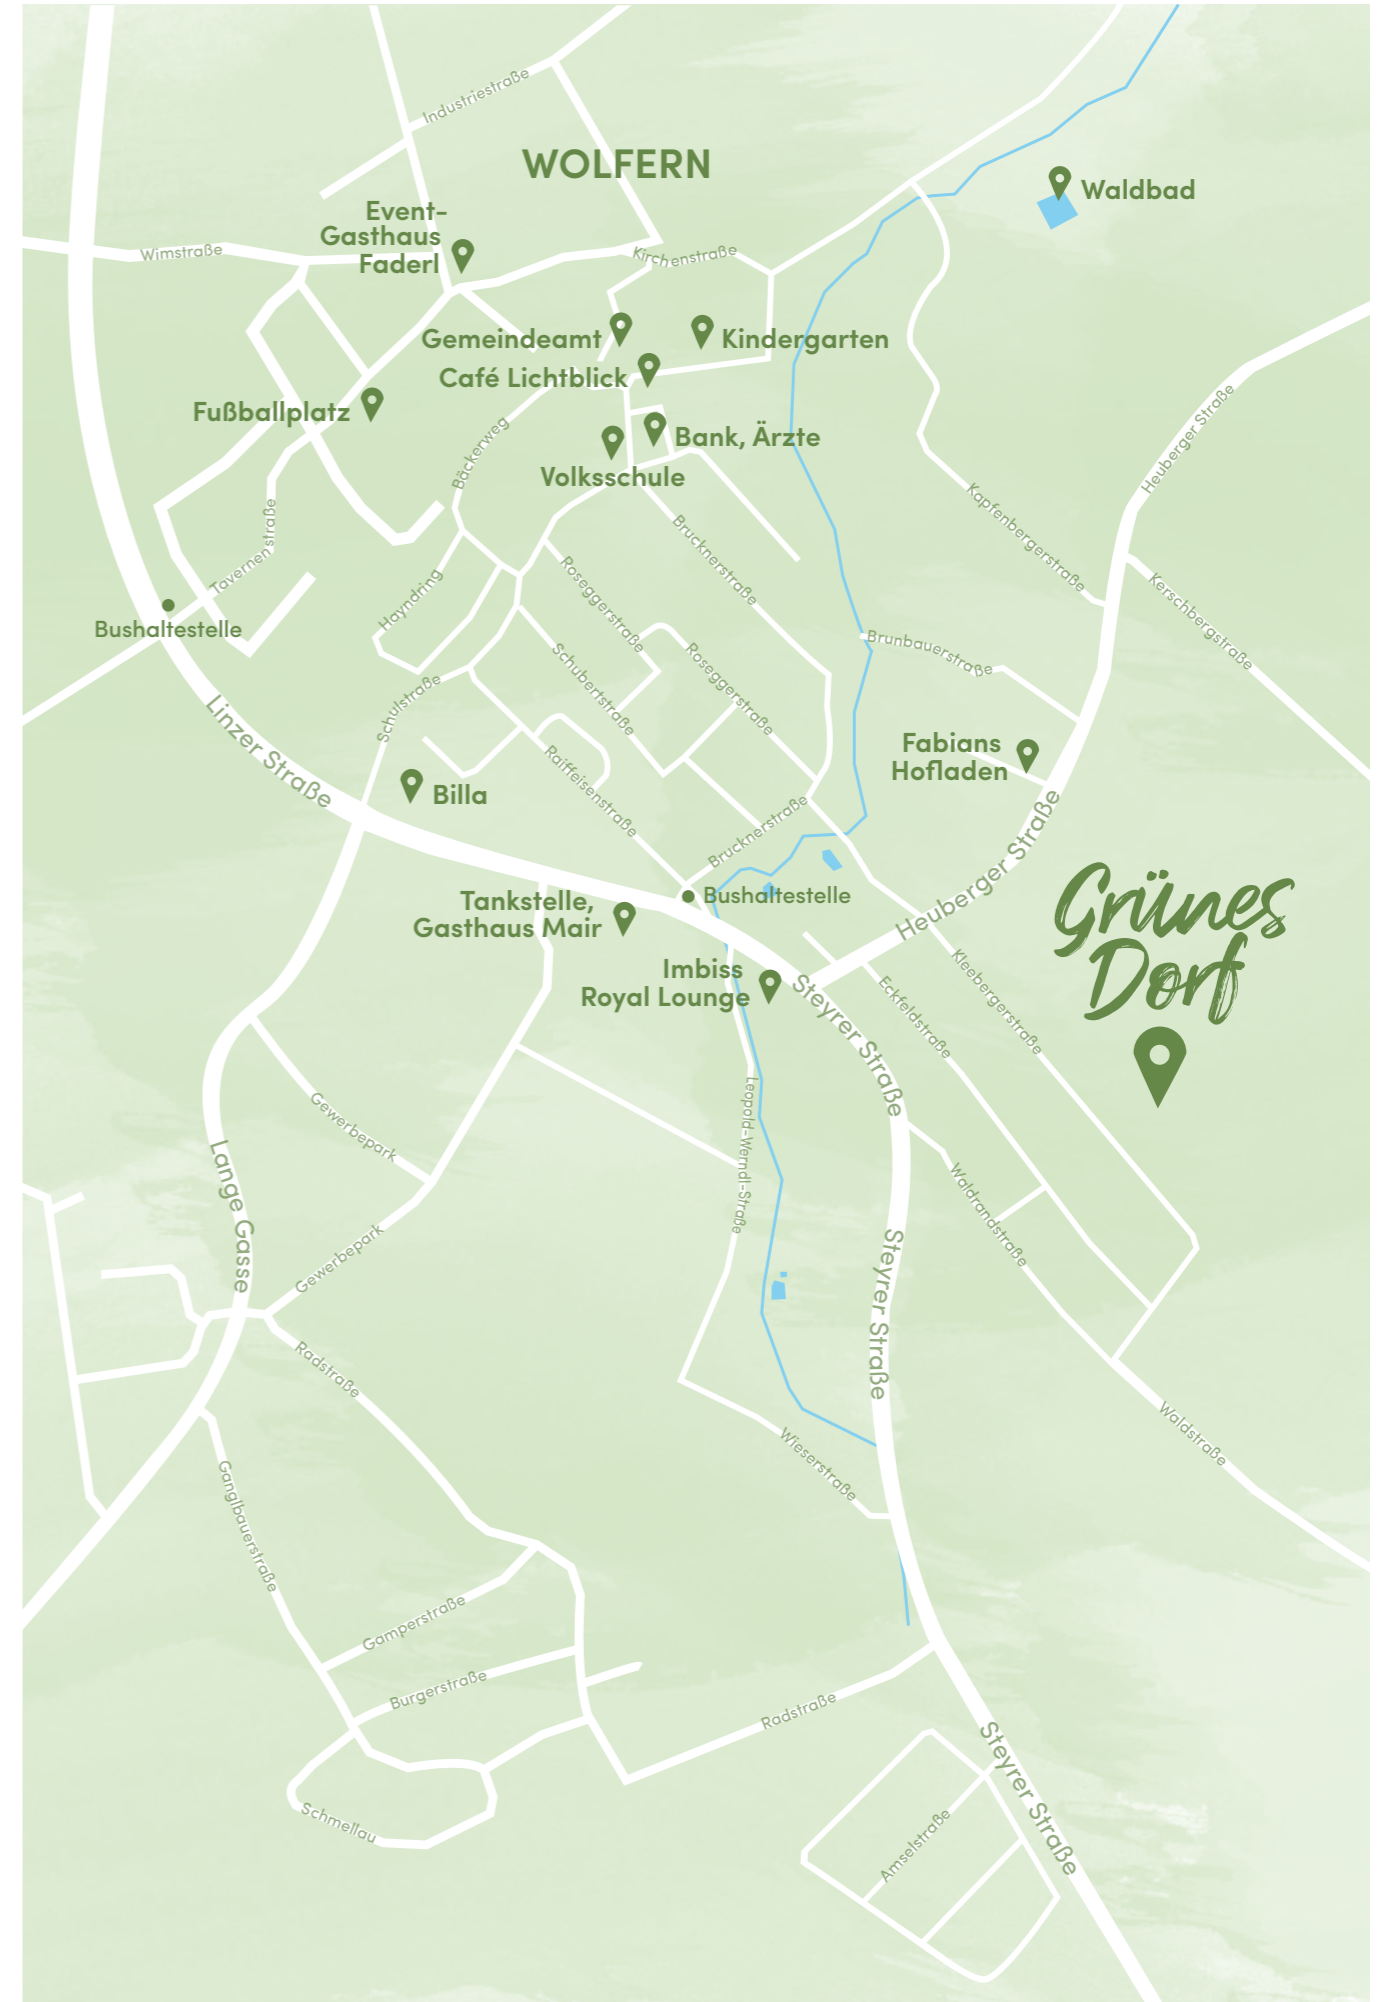 Industriestraße
WOLFERN
Waldbad
Event-
Gasthaus
Faderl
Wimstraße
Kirchenstraße
Gemeindeamt
Kindergarten
Café Lichtblick
Fußballplatz
Bäckerweg
Bank, Ärzte
Volksschule
Heuberger Straße
Kapfenbergerstraße
Kerschbergstraße
Tavernenstraße
Bushaltestelle
Hayndring
Brucknerstraße
Roseggerstraße
Schubertstraße
Roseggerstraße
Brunbauerstraße
Schulstraße
Linzer Straße
Fabians
Hofladen
Billa
Raiffeisenstraße
Brucknerstraße
Heuberger Straße
Grünes
Dorf
Bushaltestelle
Tankstelle,
Gasthaus Mair
Imbiss
Royal Lounge
Steyrer Straße
Eckfeldstraße
Kleebergerstraße
Leopold-Werndl-Straße
Gewerbepark
Lange Gasse
Gewerbepark
Waldrandstraße
Steyrer Straße
Radstraße
Waldstraße
Wieserstraße
Ganglbauerstraße
Gamperstraße
Burgerstraße
Radstraße
Steyrer Straße
Schmellau
Amselstraße